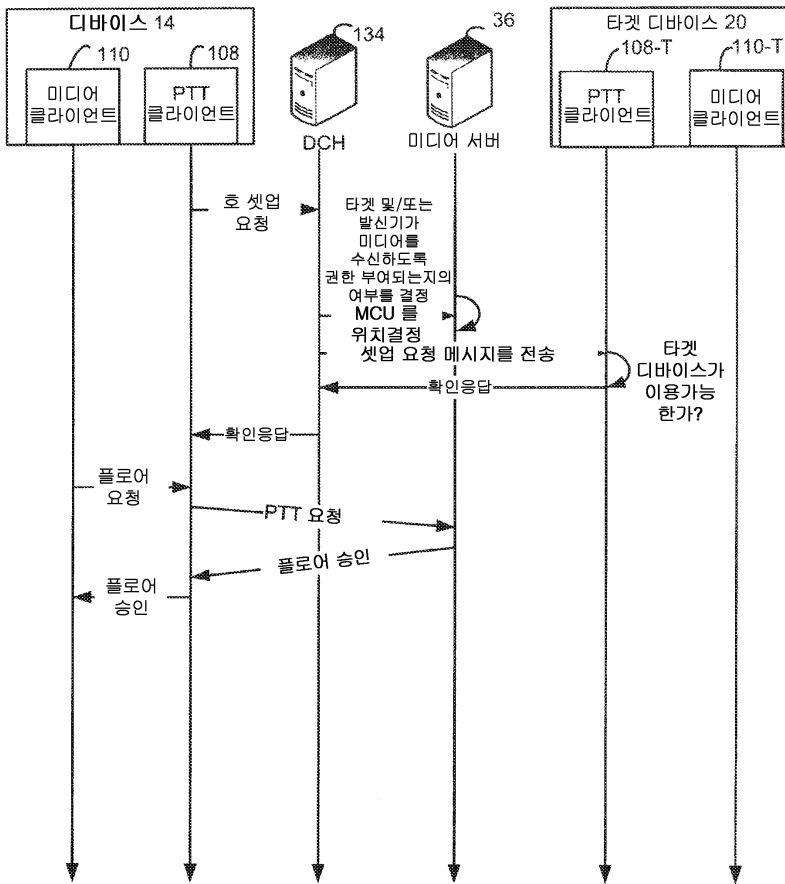 디바이스 14
134
36
타겟 디바이스 20
110
108
108-T
110-T
미디어
클라이언트
PTT
클라이언트
DCH
미디어 서버
PTT
클라이언트
미디어
클라이언트
호 셋업
요청
타겟 및/또는
발신기가
미디어를
수신하도록
권한 부여되는지의
여부를 결정
MCU 를
위치결정
셋업 요청 메시지를 전송
타겟
디바이스가
이용가능
한가?
확인응답
확인응답
플로어
요청
PTT 요청
플로어 승인
플로어
승인